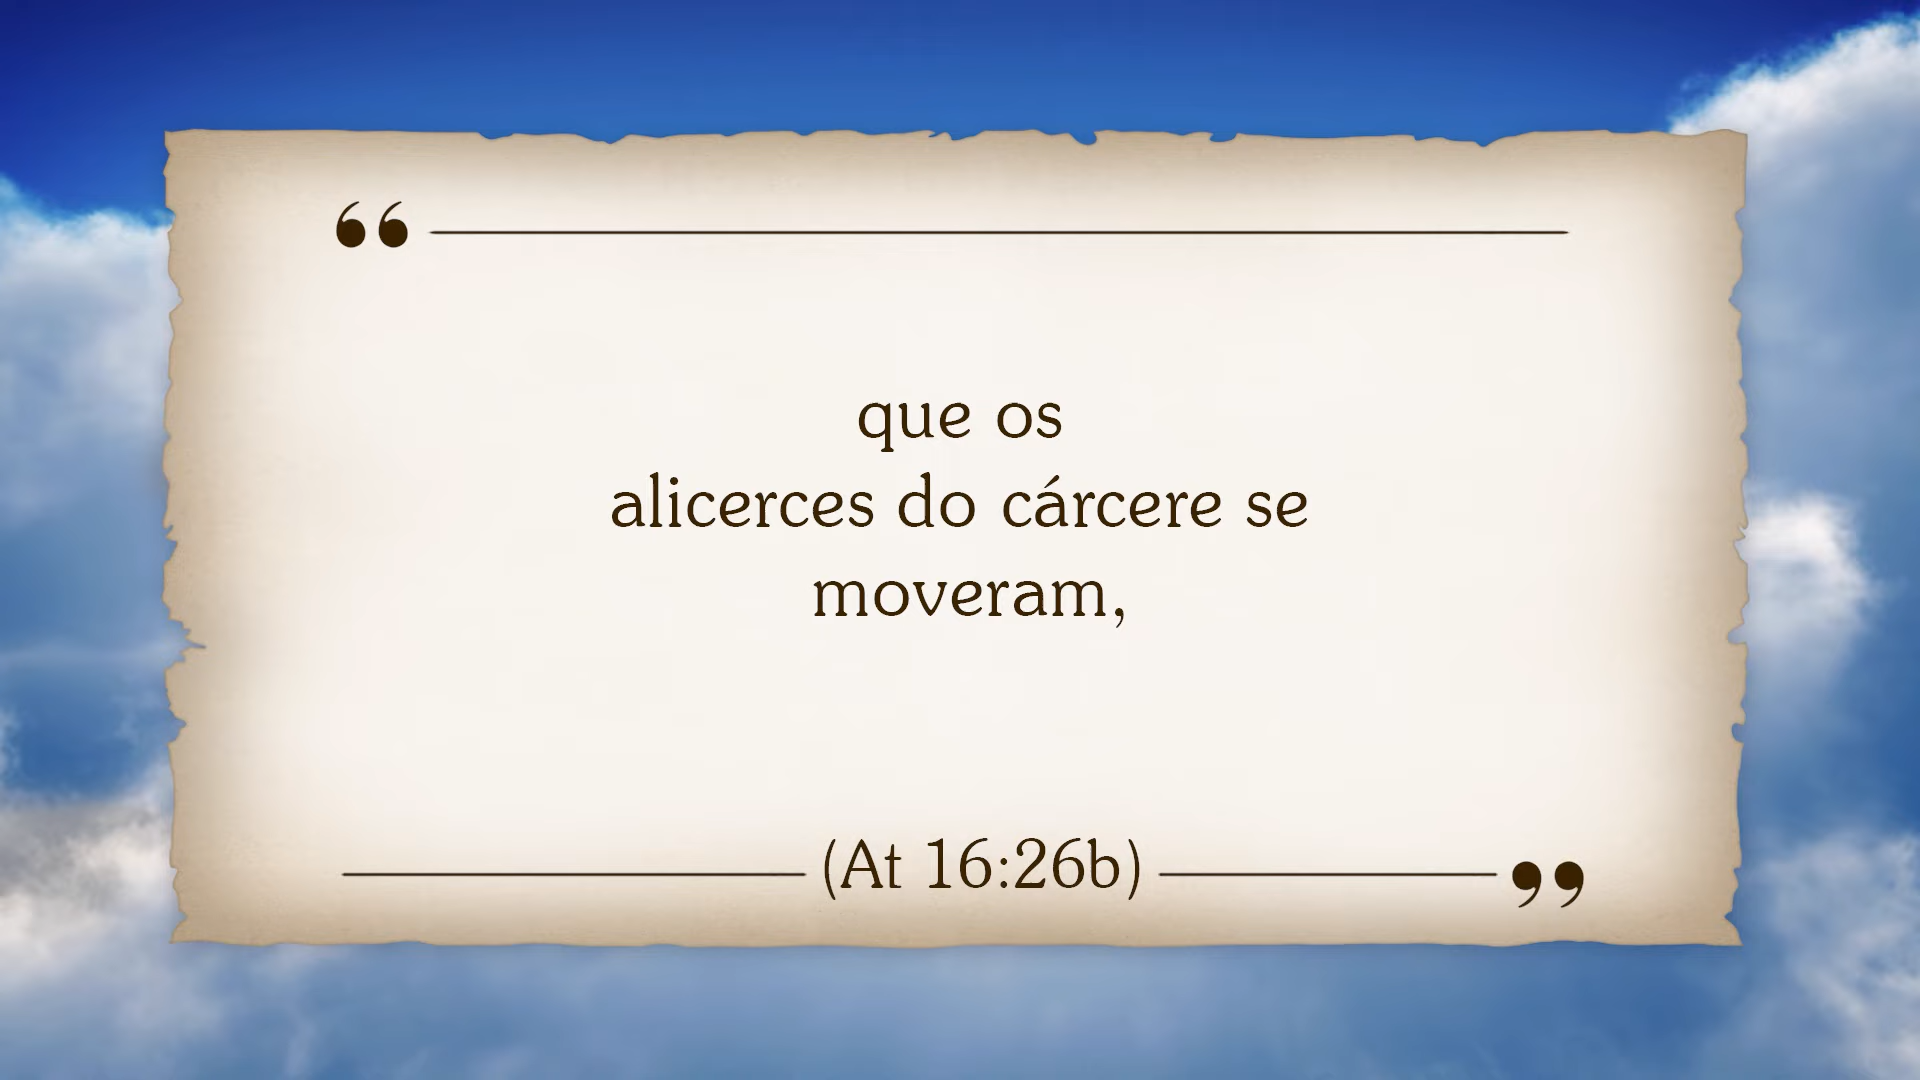 “
que os
alicerces do cárcere se
moveram,
(At 16:26b)
”